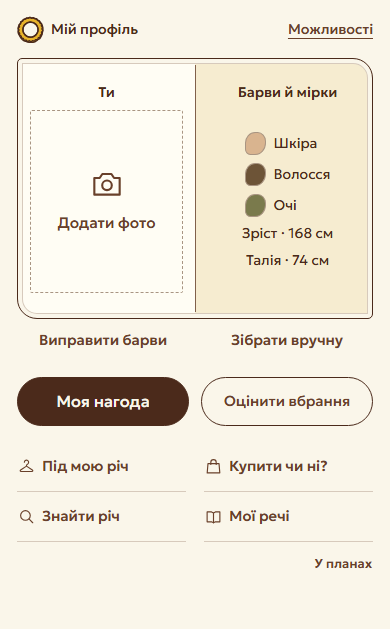 Мій профіль
Можливості
Ти
Барви й мірки
Додати фото
Шкіра
Волосся
Очі
Зріст · 168 см
Талія · 74 см
Виправити барви
Зібрати вручну
Моя нагода
Оцінити вбрання
Під мою річ
Купити чи ні?
Знайти річ
Мої речі
У планах